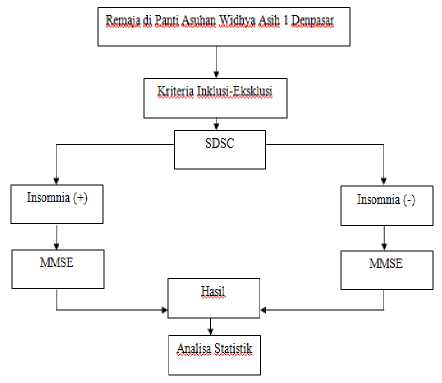 Remaja di Panti Asuhan Widhya Asih 1 Denpasar
Kriteria Inklusi-Eksklusi
SDSC
Insomnia (+)
Insomnia (-)
MMSE
MMSE
Hasil
Analisa Statistik